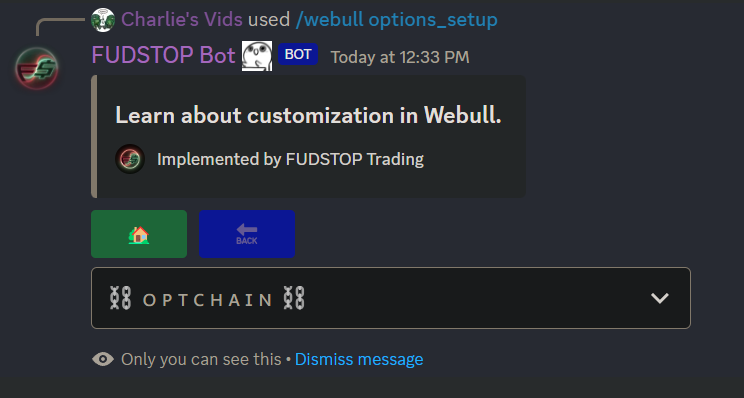 Charlie's Vids used /webull options_setup
FUDSTOP Bot BOT Today at 12:33 PM
Learn about customization in Webull.
Implemented by FUDSTOP Trading
BACK
OPTCHAIN
Only you can see this • Dismiss message